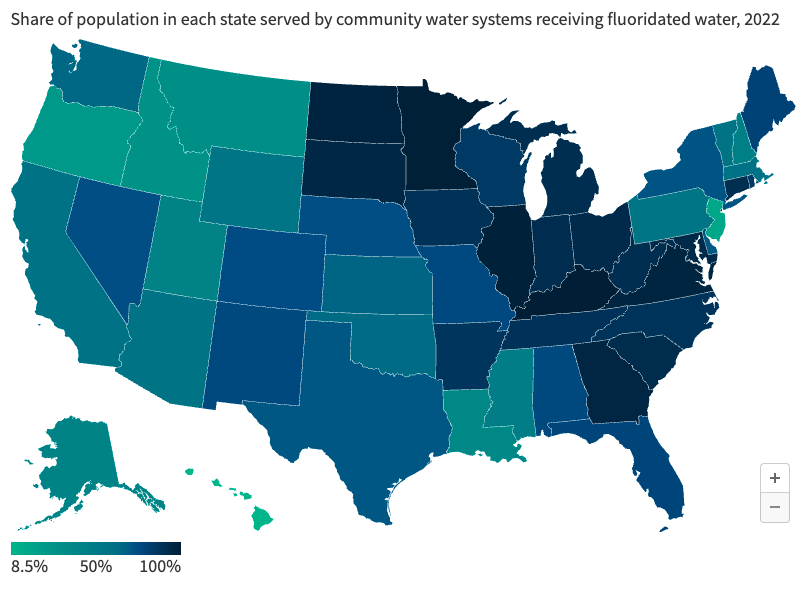 Share of population in each state served by community water systems receiving fluoridated water, 2022
+
−
8.5% 50% 100%